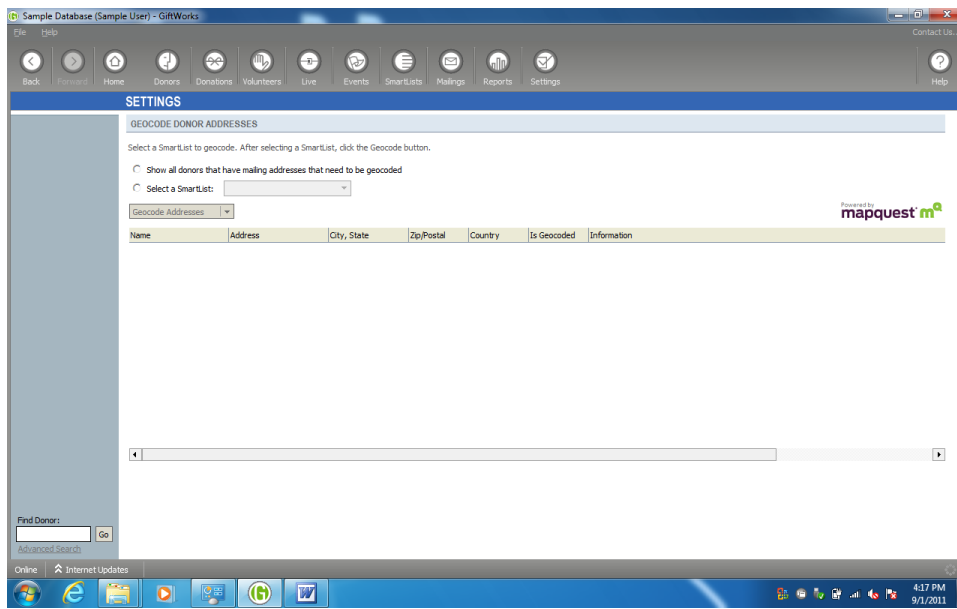 Sample Database (Sample User) - GiftWorks
File Help Contact Us.
Back Forward Home Donors Donations Volunteers Live Events SmartLists Mailings Reports Settings Help
SETTINGS
GEOCODE DONOR ADDRESSES
Select a SmartList to geocode. After selecting a SmartList, click the Geocode button.
Show all donors that have mailing addresses that need to be geocoded
Select a SmartList:
Geocode Addresses
Powered by
mapquest mq
Name Address City, State Zip/Postal Country Is Geocoded Information
Find Donor:
Go
Advanced Search
Online Internet Updates
4:17 PM
9/1/2011